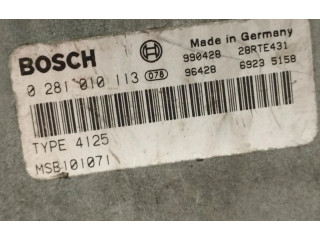 BOSCH
Made in Germany
990428 28RTE431
0 281 010 113 078 96428 6923 5158
TYPE 4125
MSB101071